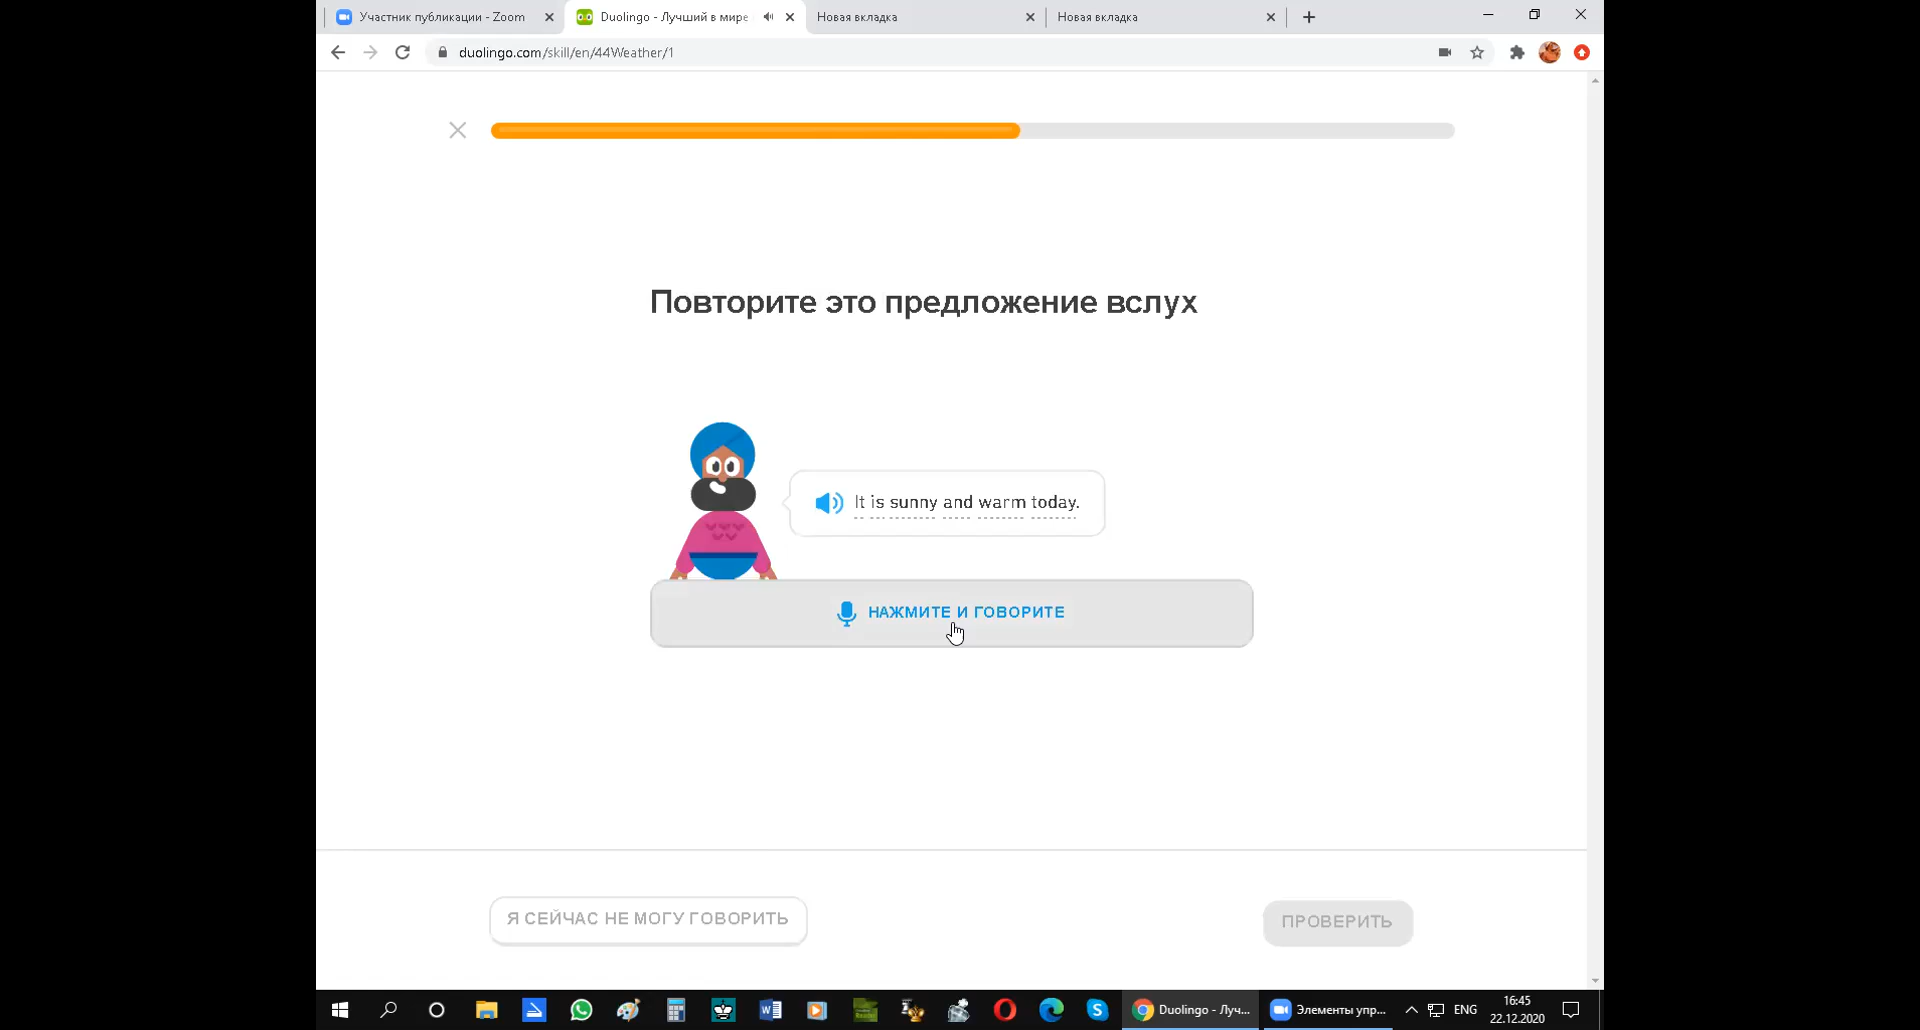 Участник публикации - Zoom
Duolingo - Лучший в мире
Новая вкладка
Новая вкладка
duolingo.com/skill/en/44Weather/1
Повторите это предложение вслух
It is sunny and warm today.
НАЖМИТЕ И ГОВОРИТЕ
Я СЕЙЧАС НЕ МОГУ ГОВОРИТЬ
ПРОВЕРИТЬ
Duolingo - Луч...
Элементы упр...
ENG
16:45
22.12.2020